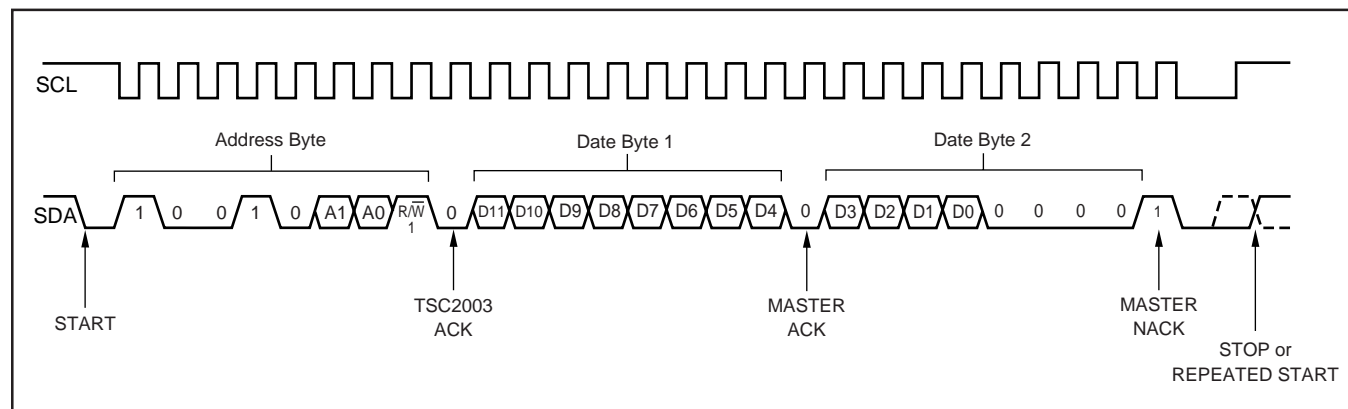 SCL
Address Byte
Date Byte 1
Date Byte 2
SDA
1 0 0 1 0 A1 A0 R/W̅ 1 0 D11 D10 D9 D8 D7 D6 D5 D4 0 D3 D2 D1 D0 0 0 0 0 1
START
TSC2003
ACK
MASTER
ACK
MASTER
NACK
STOP or
REPEATED START